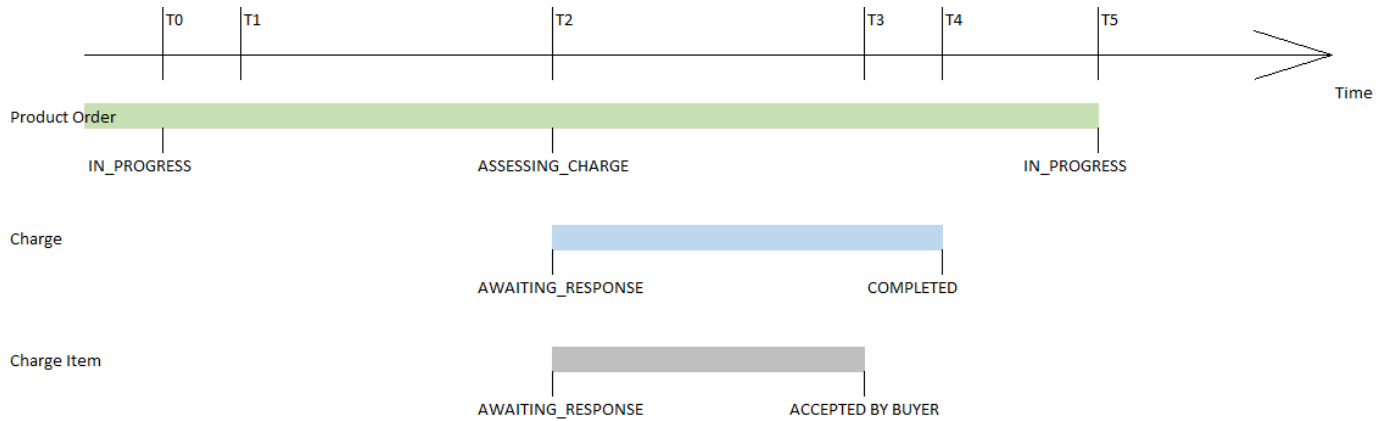 T0
T1
T2
T3
T4
T5
Time
Product Order
IN_PROGRESS
ASSESSING_CHARGE
IN_PROGRESS
Charge
AWAITING_RESPONSE
COMPLETED
Charge Item
AWAITING_RESPONSE
ACCEPTED BY BUYER